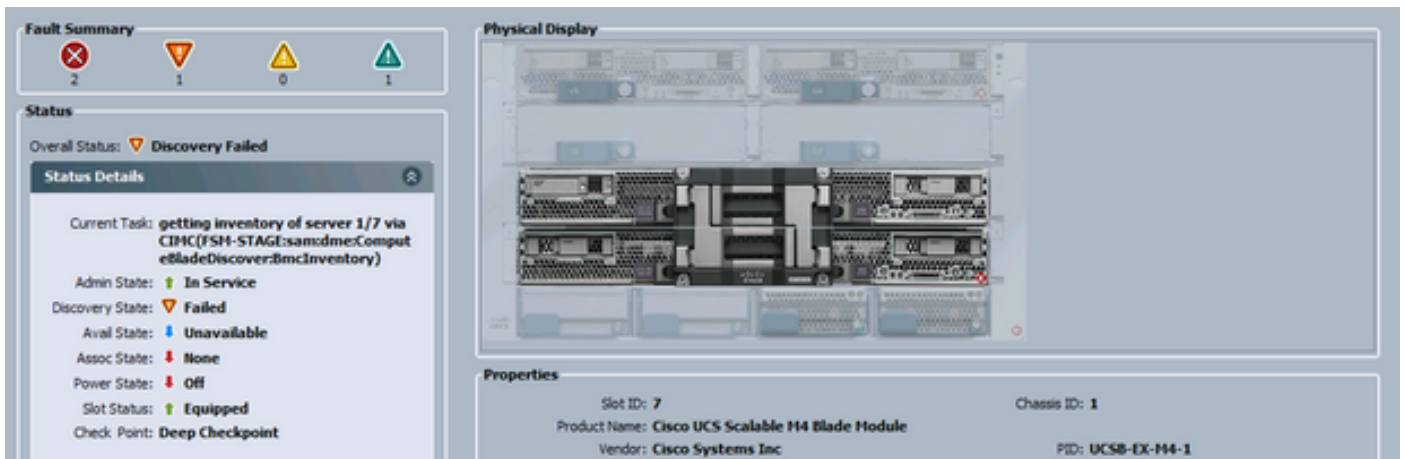 Fault Summary
2 1 0 1
Status
Overall Status: Discovery Failed
Status Details
Current Task: getting inventory of server 1/7 via
CIMC(FSM-STAGE:sam:dme:Comput
eBladeDiscover:BmcInventory)
Admin State: In Service
Discovery State: Failed
Avail State: Unavailable
Assoc State: None
Power State: Off
Slot Status: Equipped
Check Point: Deep Checkpoint
Physical Display
Properties
Slot ID: 7 Chassis ID: 1
Product Name: Cisco UCS Scalable M4 Blade Module
Vendor: Cisco Systems Inc PID: UCSB-EX-M4-1